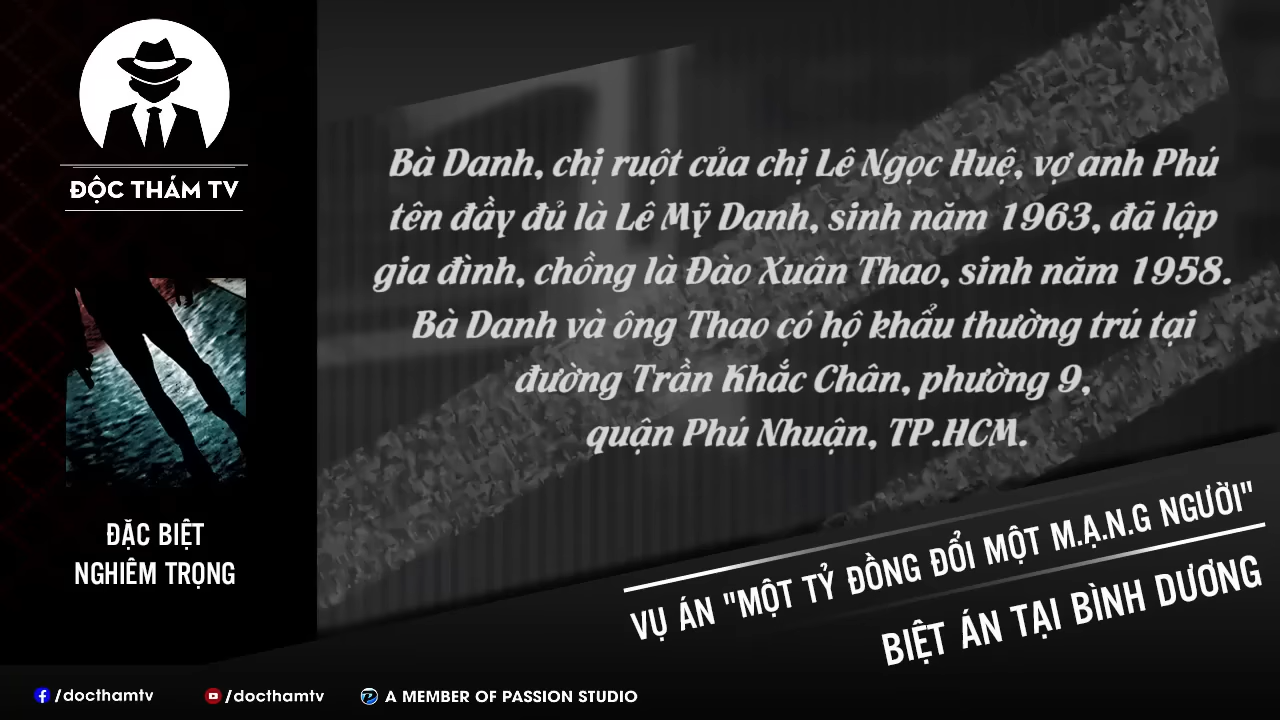 ĐỘC THÁM TV
ĐẶC BIỆT
NGHIÊM TRỌNG
Bà Danh, chị ruột của chị Lê Ngọc Huệ, vợ anh Phú
tên đầy đủ là Lê Mỹ Danh, sinh năm 1963, đã lập
gia đình, chồng là Đào Xuân Thao, sinh năm 1958.
Bà Danh và ông Thao có hộ khẩu thường trú tại
đường Trần Khắc Chân, phường 9,
quận Phú Nhuận, TP.HCM.
VỤ ÁN "MỘT TỶ ĐỒNG ĐỔI MỘT M.Ạ.N.G NGƯỜI"
BIỆT ÁN TẠI BÌNH DƯƠNG
/docthamtv
/docthamtv
A MEMBER OF PASSION STUDIO